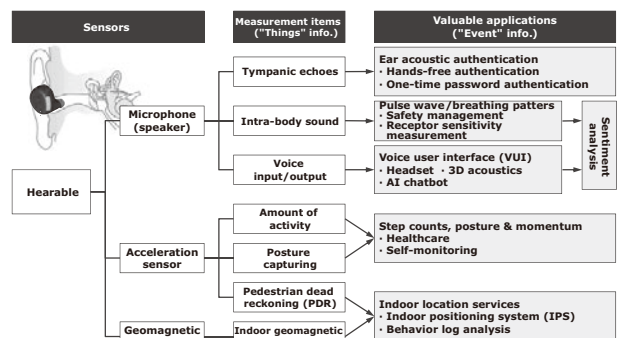 Sensors
Measurement items
("Things" info.)
Valuable applications
("Event" info.)
Hearable
Microphone
(speaker)
Tympanic echoes
Ear acoustic authentication
· Hands-free authentication
· One-time password authentication
Intra-body sound
Pulse wave/breathing patters
· Safety management
· Receptor sensitivity
measurement
Voice
input/output
Voice user interface (VUI)
· Headset · 3D acoustics
· AI chatbot
Sentiment
analysis
Acceleration
sensor
Amount of
activity
Posture
capturing
Step counts, posture & momentum
· Healthcare
· Self-monitoring
Pedestrian dead
reckoning (PDR)
Geomagnetic
Indoor geomagnetic
Indoor location services
· Indoor positioning system (IPS)
· Behavior log analysis